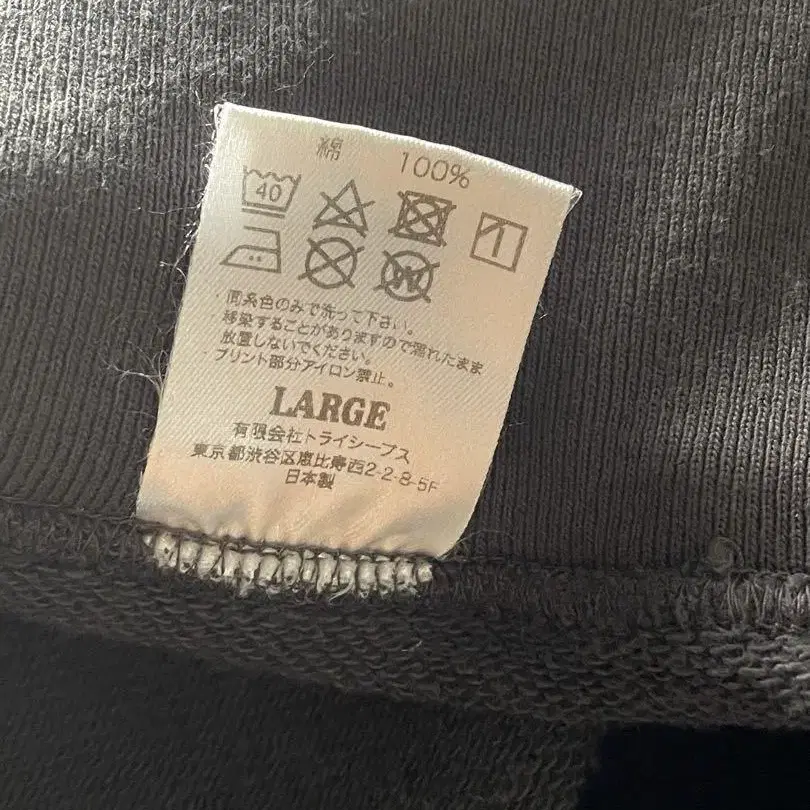 綿 100%
40
W
・同系色のみで洗って下さい。
・移染することがありますので濡れたまま
放置しないでください。
・プリント部分アイロン禁止。
LARGE
有限会社トライシープス
東京都渋谷区恵比寿西2-2-8-5F
日本製